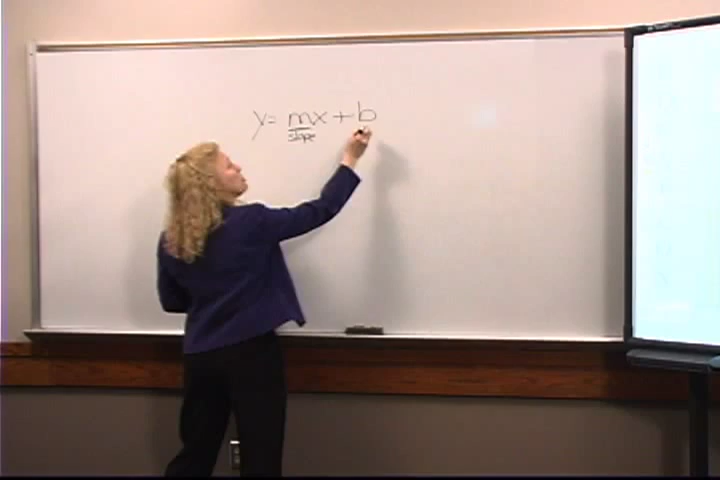 y = mx + b
slope